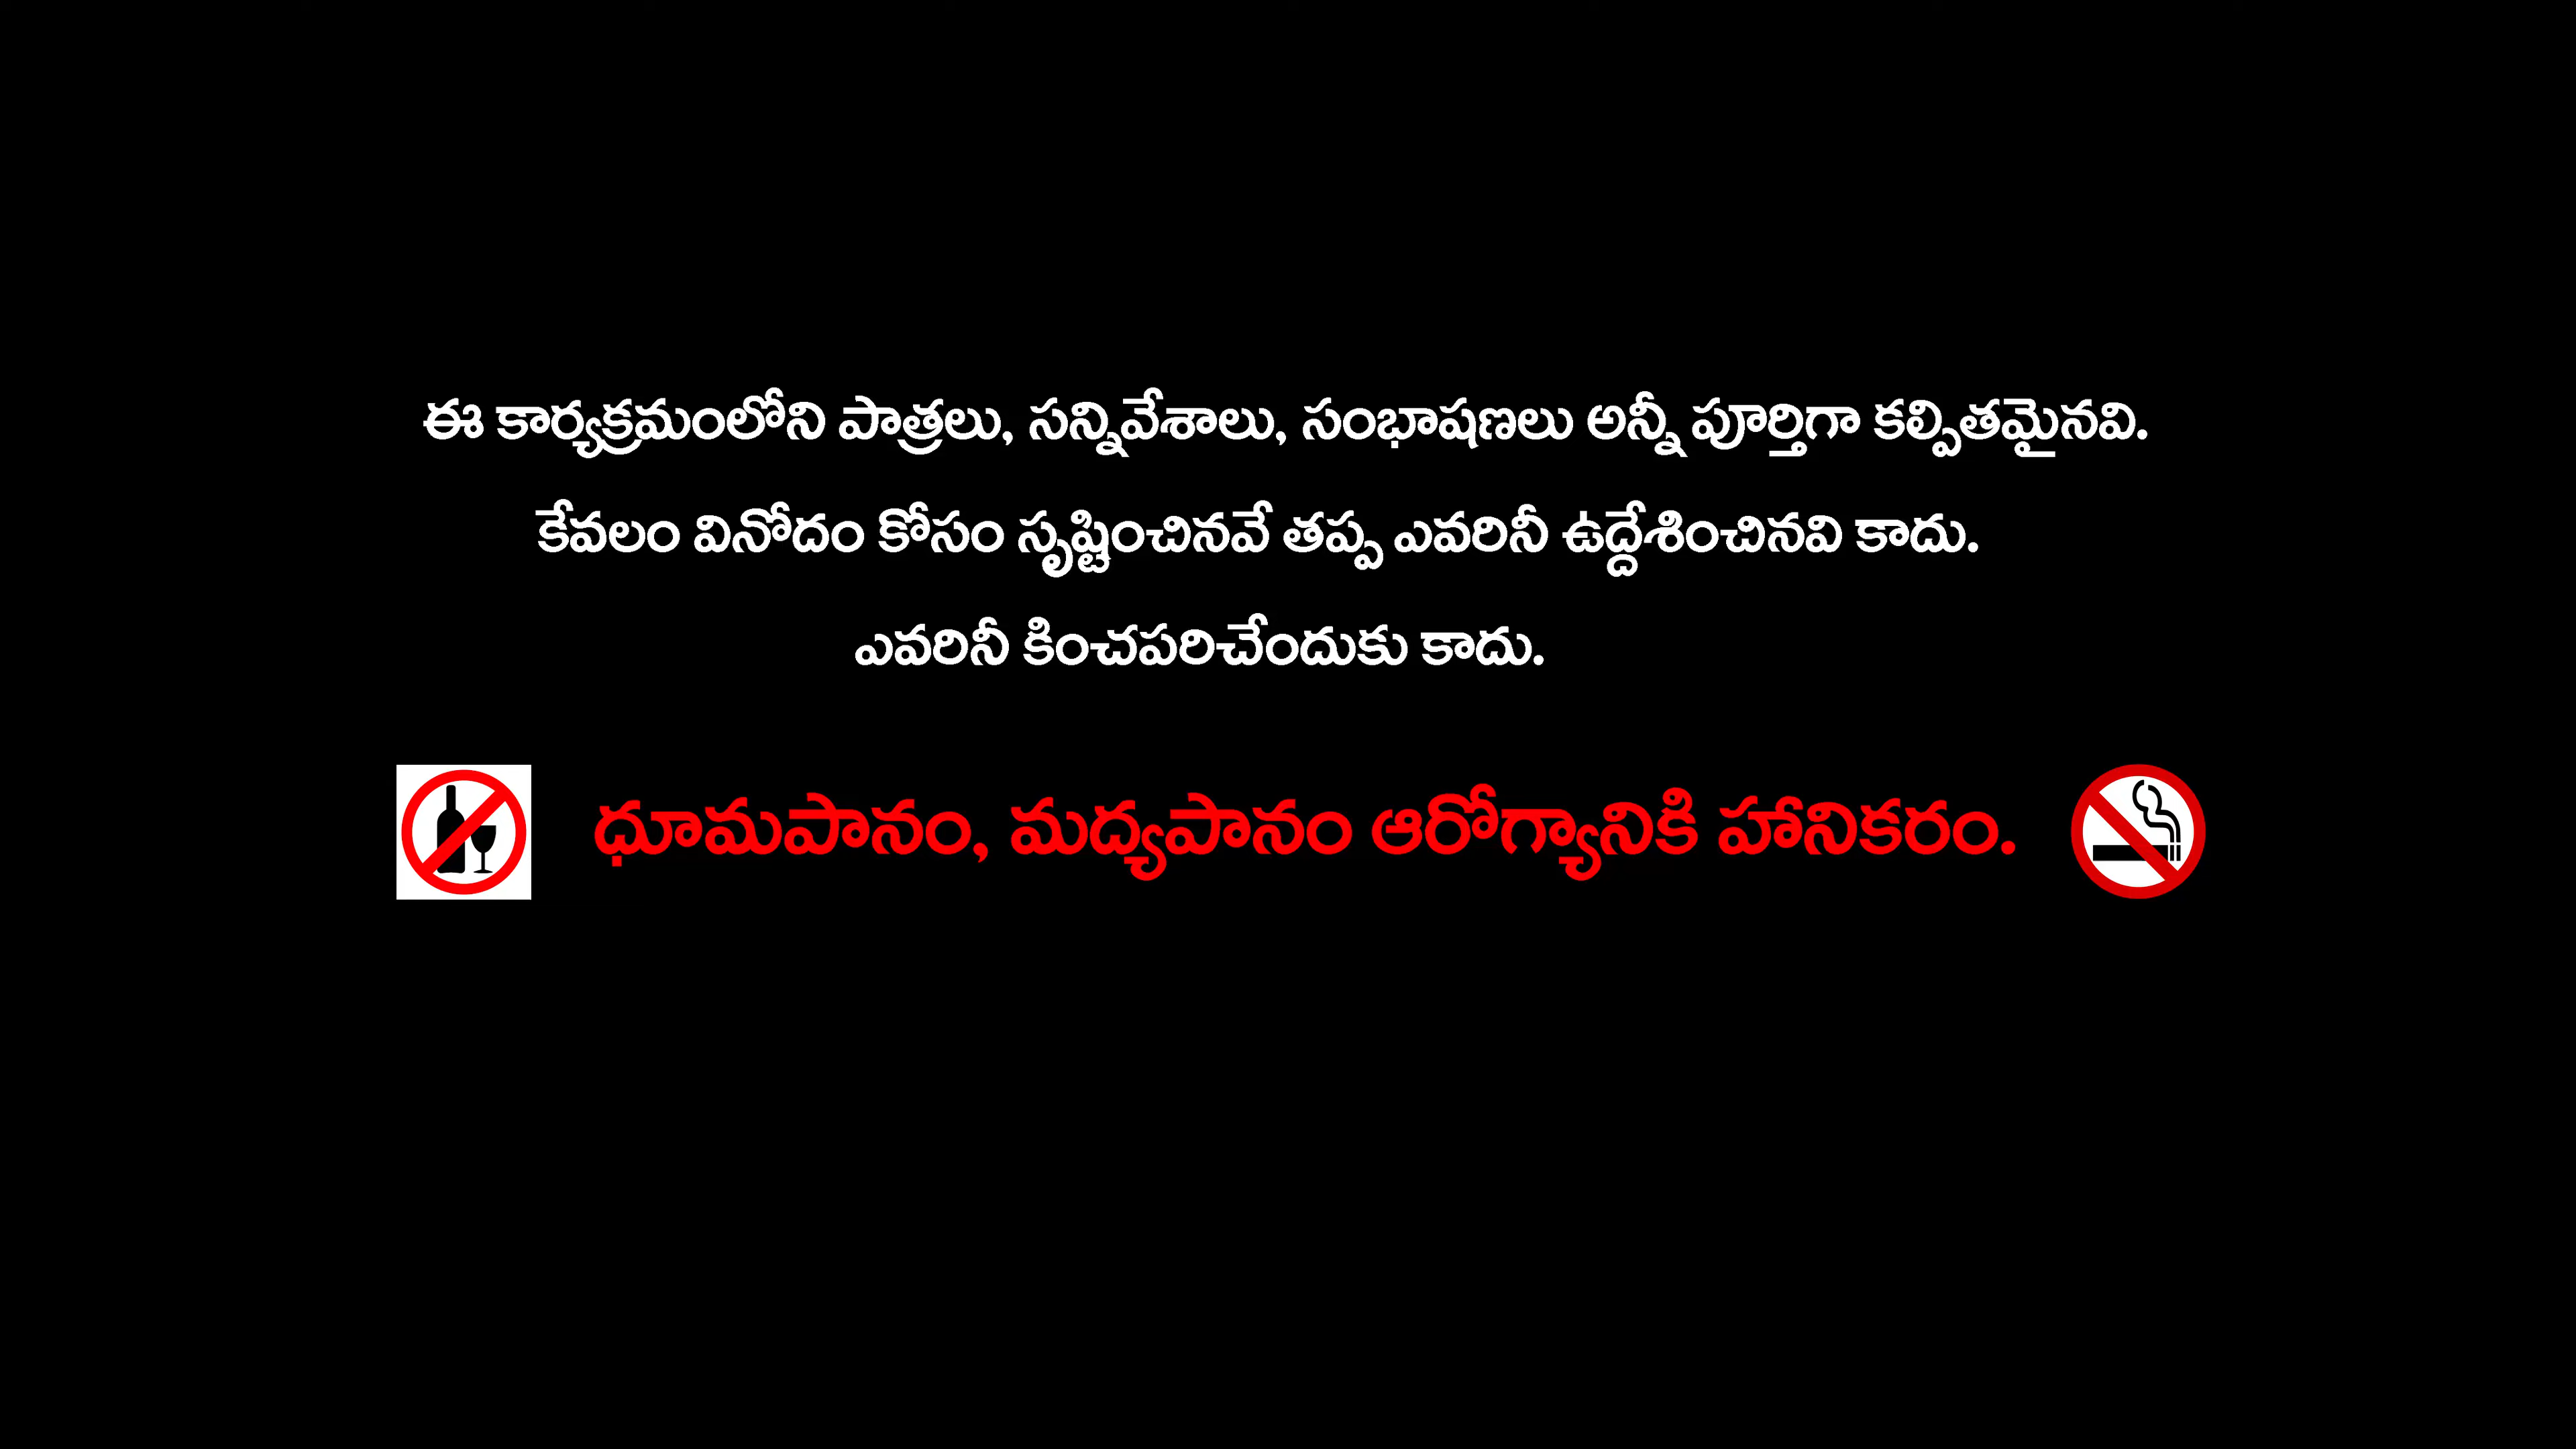 ఈ కార్యక్రమంలోని పాత్రలు, సన్నివేశాలు, సంభాషణలు అన్నీ పూర్తిగా కల్పితమైనవి.
కేవలం వినోదం కోసం సృష్టించినవే తప్ప ఎవరినీ ఉద్దేశించినవి కాదు.
ఎవరినీ కించపరిచేందుకు కాదు.
ధూమపానం, మద్యపానం ఆరోగ్యానికి హానికరం.